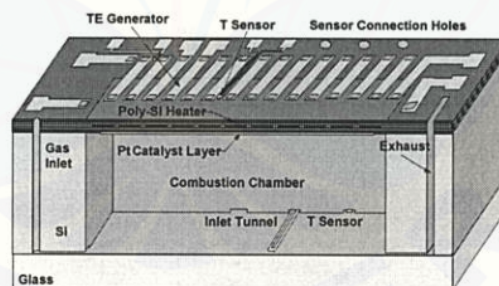 TE Generator T Sensor Sensor Connection Holes
Poly-Si Heater
Gas Inlet
Pt Catalyst Layer
Exhaust
Combustion Chamber
Inlet Tunnel T Sensor
Si
Glass